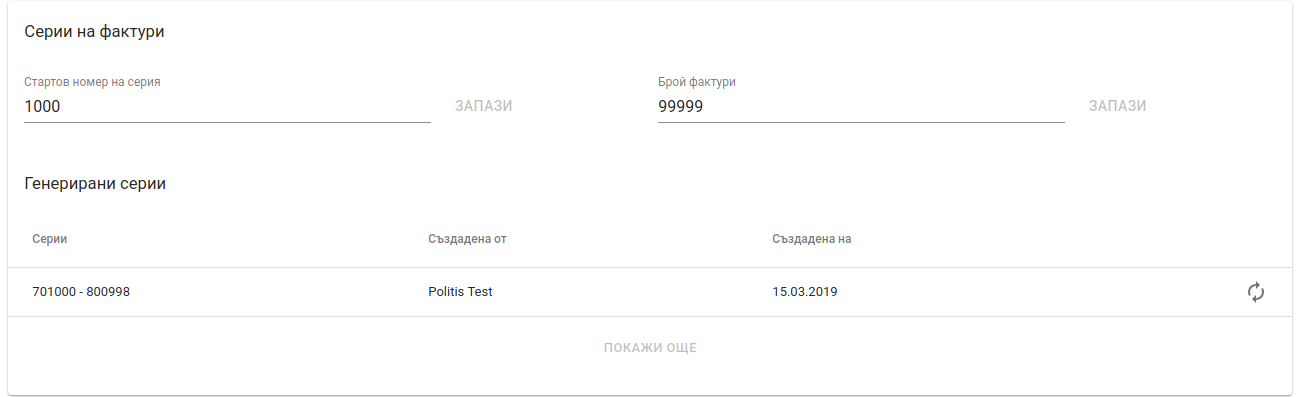 Серии на фактури
Стартов номер на серия
1000
ЗАПАЗИ
Брой фактури
99999
ЗАПАЗИ
Генерирани серии
Серии Създадена от Създадена на
701000 - 800998 Politis Test 15.03.2019
ПОКАЖИ ОЩЕ